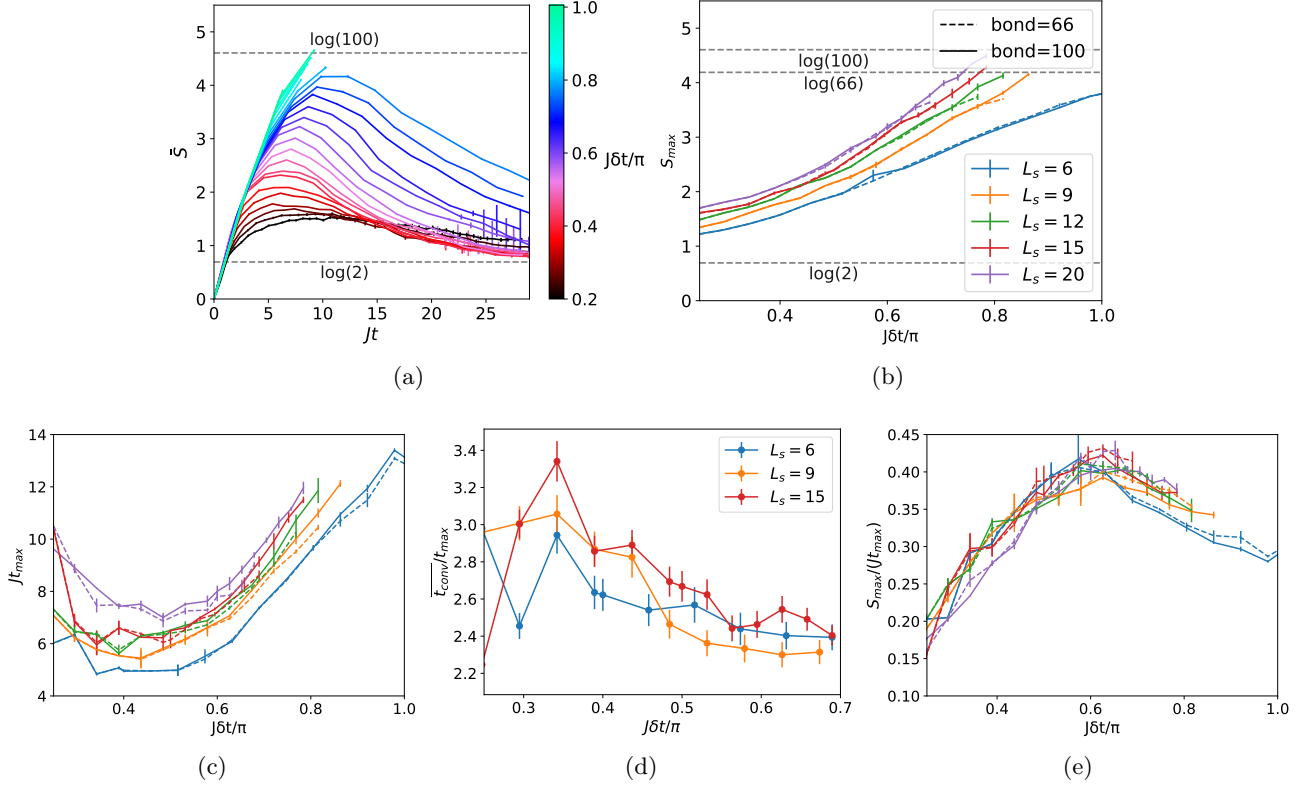 5
4
3
2
1
0
S̄
log(100)
log(2)
0 5 10 15 20 25
Jt
1.0
0.8
0.6
0.4
0.2
Jδt/π
(a)
5
4
3
2
1
0
S_max
bond=66
bond=100
log(100)
log(66)
log(2)
L_s = 6
L_s = 9
L_s = 12
L_s = 15
L_s = 20
0.4 0.6 0.8 1.0
Jδt/π
(b)
14
12
10
8
6
4
Jt_max
0.4 0.6 0.8 1.0
Jδt/π
(c)
3.4
3.2
3.0
2.8
2.6
2.4
2.2
t_conv/t_max
L_s = 6
L_s = 9
L_s = 15
0.3 0.4 0.5 0.6 0.7
Jδt/π
(d)
0.45
0.40
0.35
0.30
0.25
0.20
0.15
0.10
S_max/(Jt_max)
0.4 0.6 0.8 1.0
Jδt/π
(e)